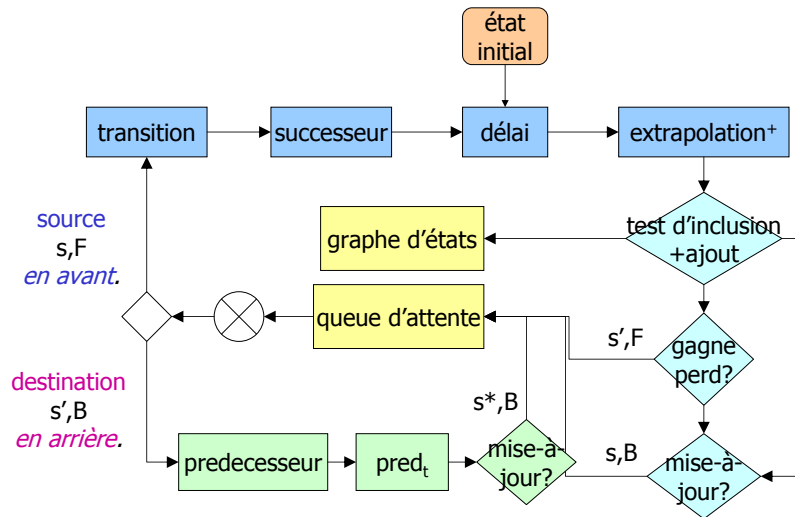 état
initial
transition
successeur
délai
extrapolation⁺
source
s,F
en avant.
graphe d'états
test d'inclusion
+ajout
queue d'attente
s',F
gagne
perd?
destination
s',B
en arrière.
s*,B
predecesseur
pred_t
mise-à-
jour?
s,B
mise-à-
jour?